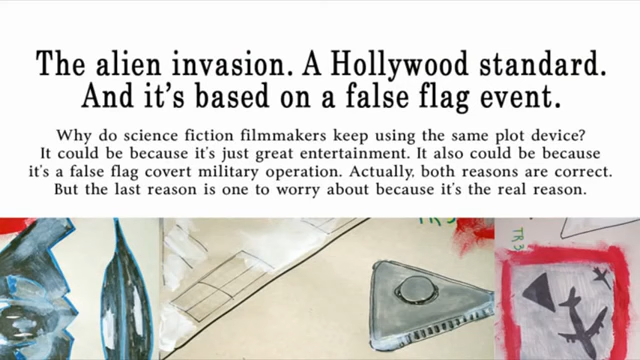 The alien invasion. A Hollywood standard.
And it's based on a false flag event.
Why do science fiction filmmakers keep using the same plot device?
It could be because it's just great entertainment. It also could be because
it's a false flag covert military operation. Actually, both reasons are correct.
But the last reason is one to worry about because it's the real reason.
TR3